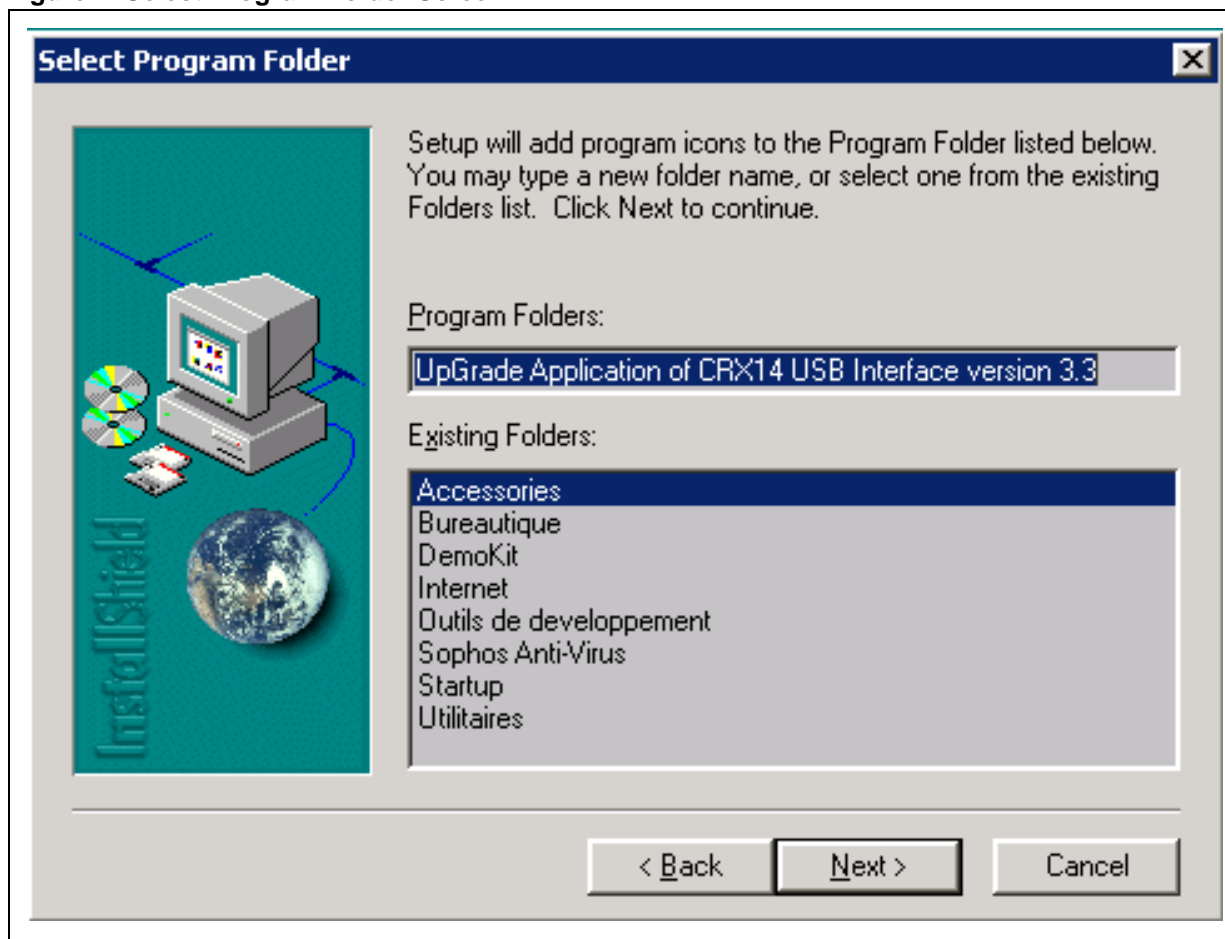 Select Program Folder
Setup will add program icons to the Program Folder listed below.
You may type a new folder name, or select one from the existing
Folders list. Click Next to continue.
Program Folders:
UpGrade Application of CRX14 USB Interface version 3.3
Existing Folders:
Accessories
Bureautique
DemoKit
Internet
Outils de developpement
Sophos Anti-Virus
Startup
Utilitaires
InstallShield
< Back
Next >
Cancel